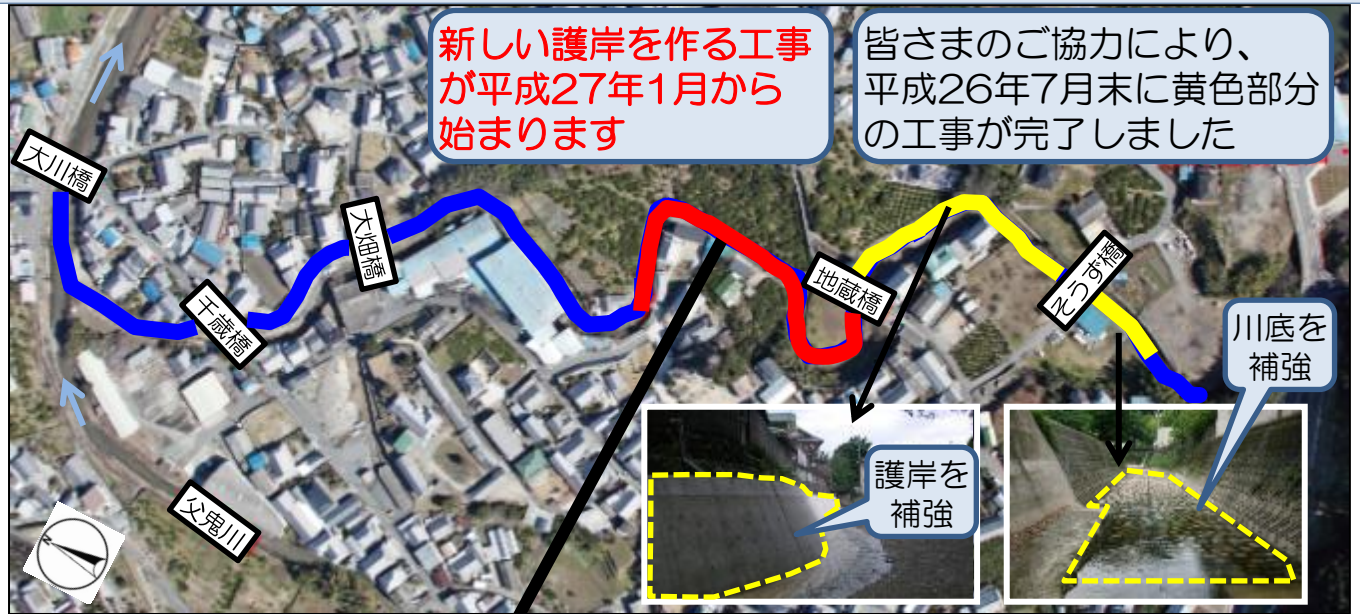 新しい護岸を作る工事
が平成27年1月から
始まります
皆さまのご協力により、
平成26年7月末に黄色部分
の工事が完了しました
大川橋
大畑橋
千歳橋
地蔵橋
そうず橋
父鬼川
川底を
補強
護岸を
補強